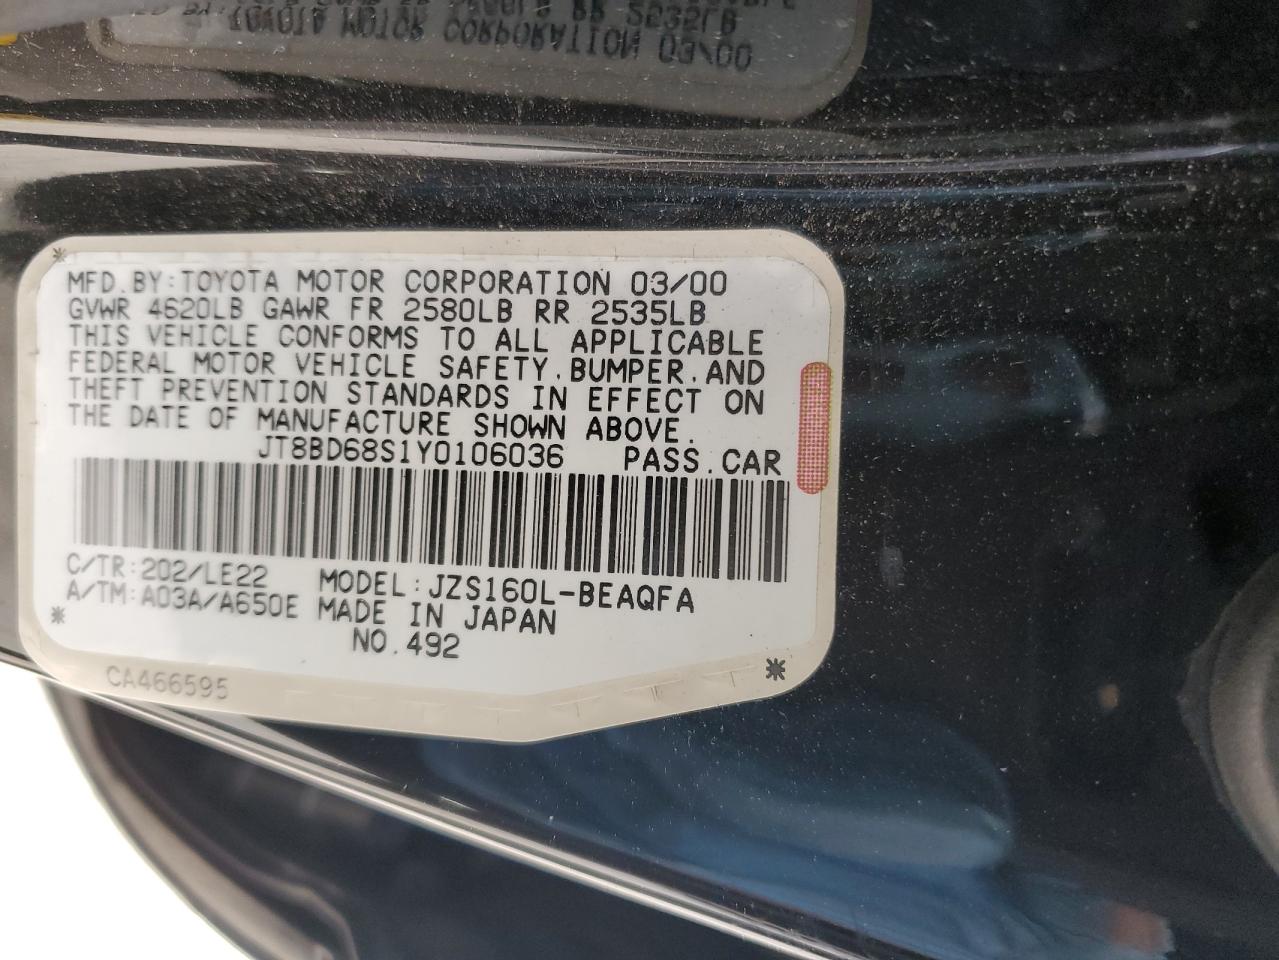 MFD. BY: TOYOTA MOTOR CORPORATION 03/00
GVWR 4620LB GAWR FR 2580LB RR 2535LB
THIS VEHICLE CONFORMS TO ALL APPLICABLE
FEDERAL MOTOR VEHICLE SAFETY, BUMPER, AND
THEFT PREVENTION STANDARDS IN EFFECT ON
THE DATE OF MANUFACTURE SHOWN ABOVE.
JT8BD68S1Y0106036 PASS. CAR
C/TR: 202/LE22 MODEL: JZS160L-BEAQFA
A/TM: A03A/A650E MADE IN JAPAN
NO. 492
CA466595